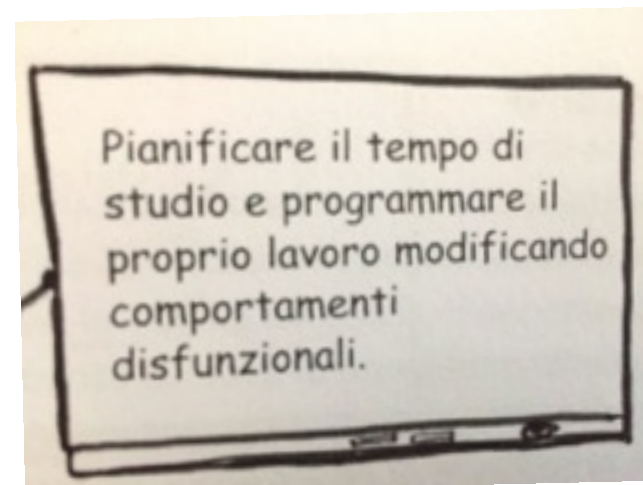 Pianificare il tempo di
studio e programmare il
proprio lavoro modificando
comportamenti
disfunzionali.